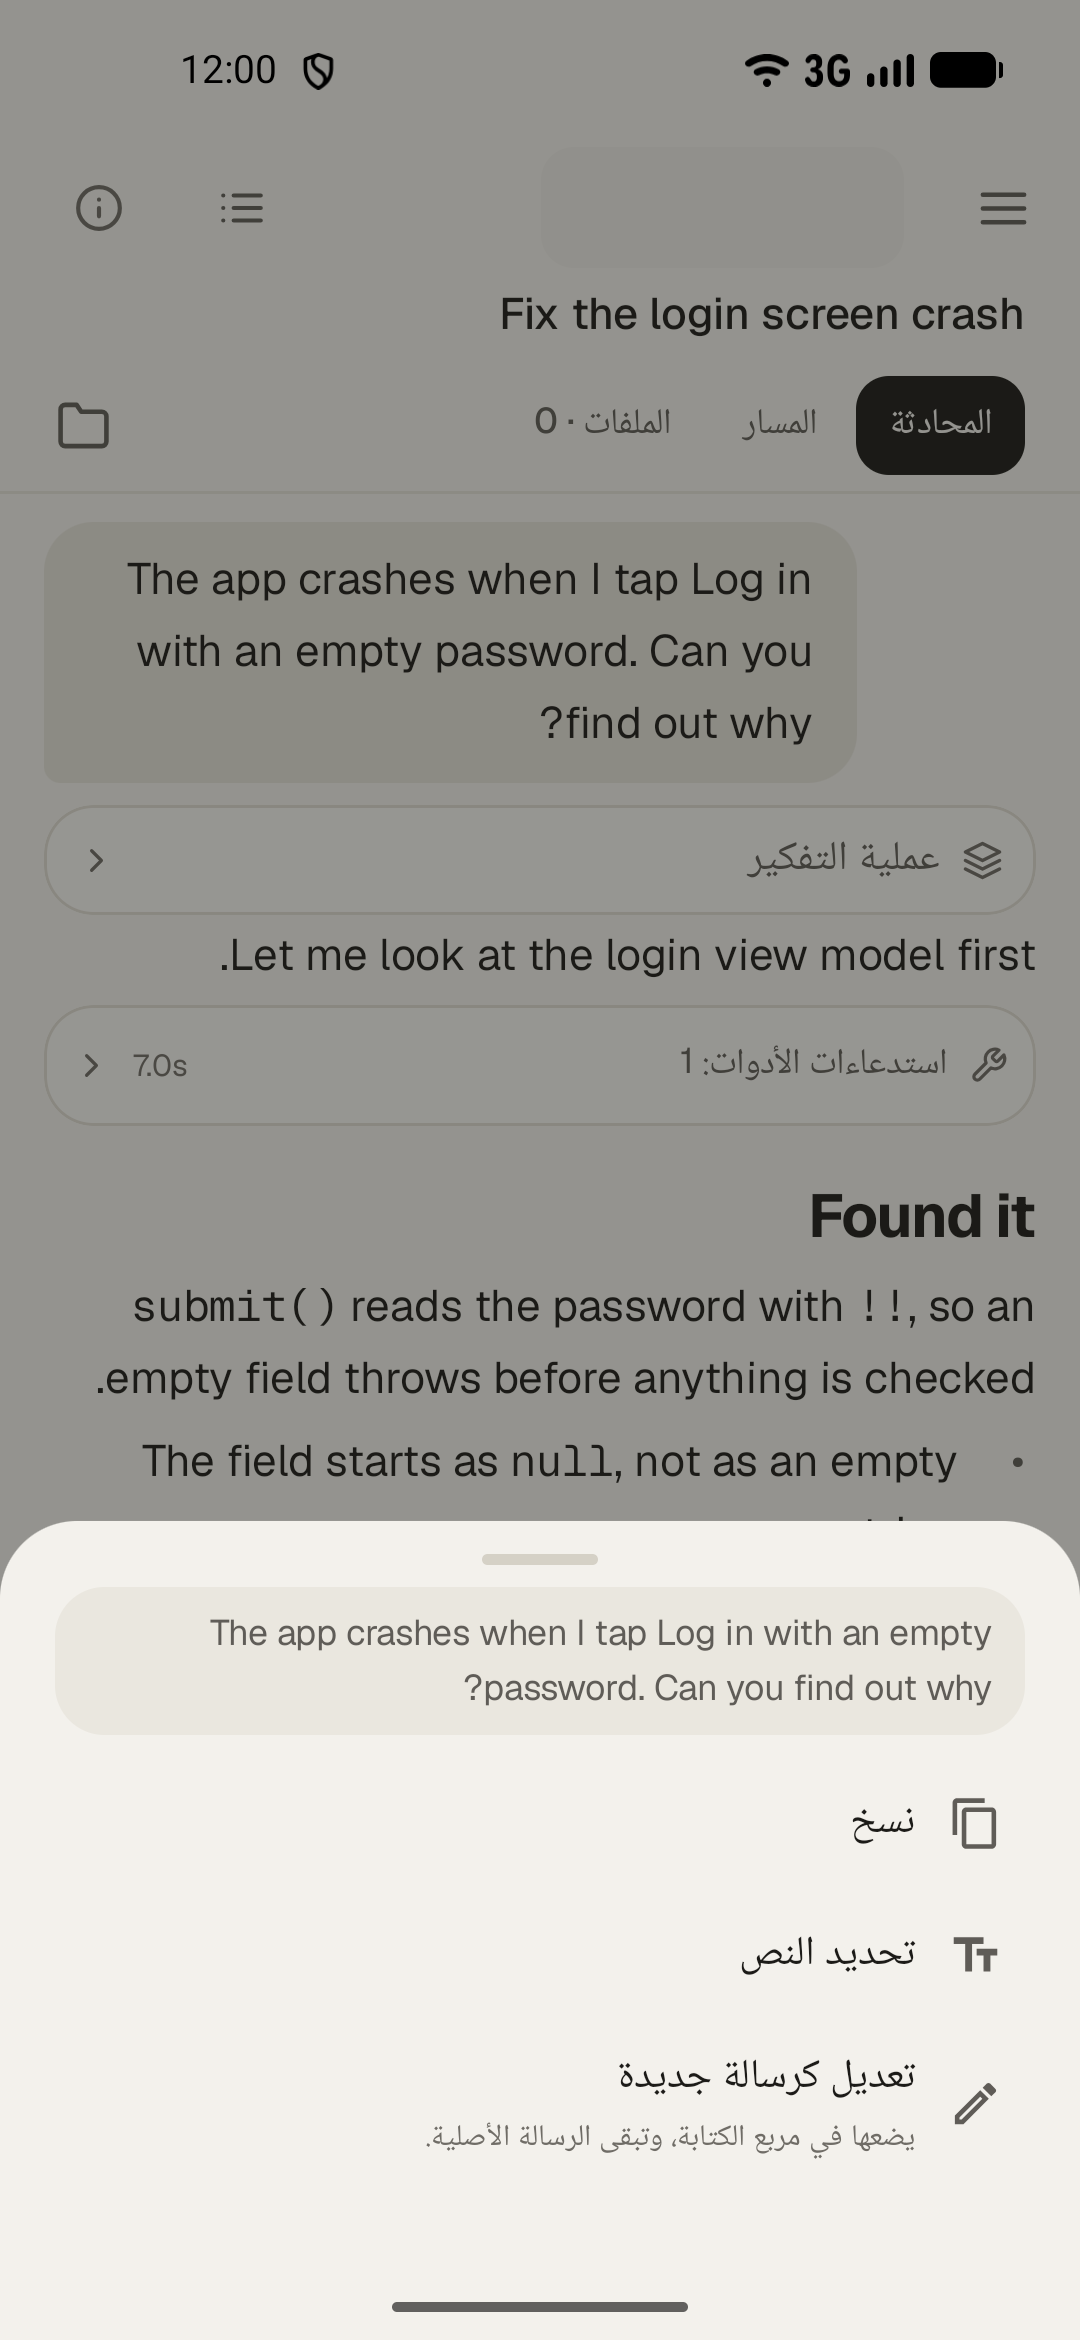 12:00
3G
Fix the login screen crash
المحادثة
المسار
الملفات · 0
The app crashes when I tap Log in
with an empty password. Can you
find out why?
عملية التفكير
Let me look at the login view model first.
استدعاءات الأدوات: 1
7.0s
Found it
submit() reads the password with !!, so an
empty field throws before anything is checked.
• The field starts as null, not as an empty
The app crashes when I tap Log in with an empty
password. Can you find out why?
نسخ
تحديد النص
تعديل كرسالة جديدة
يضعها في مربع الكتابة، وتبقى الرسالة الأصلية.